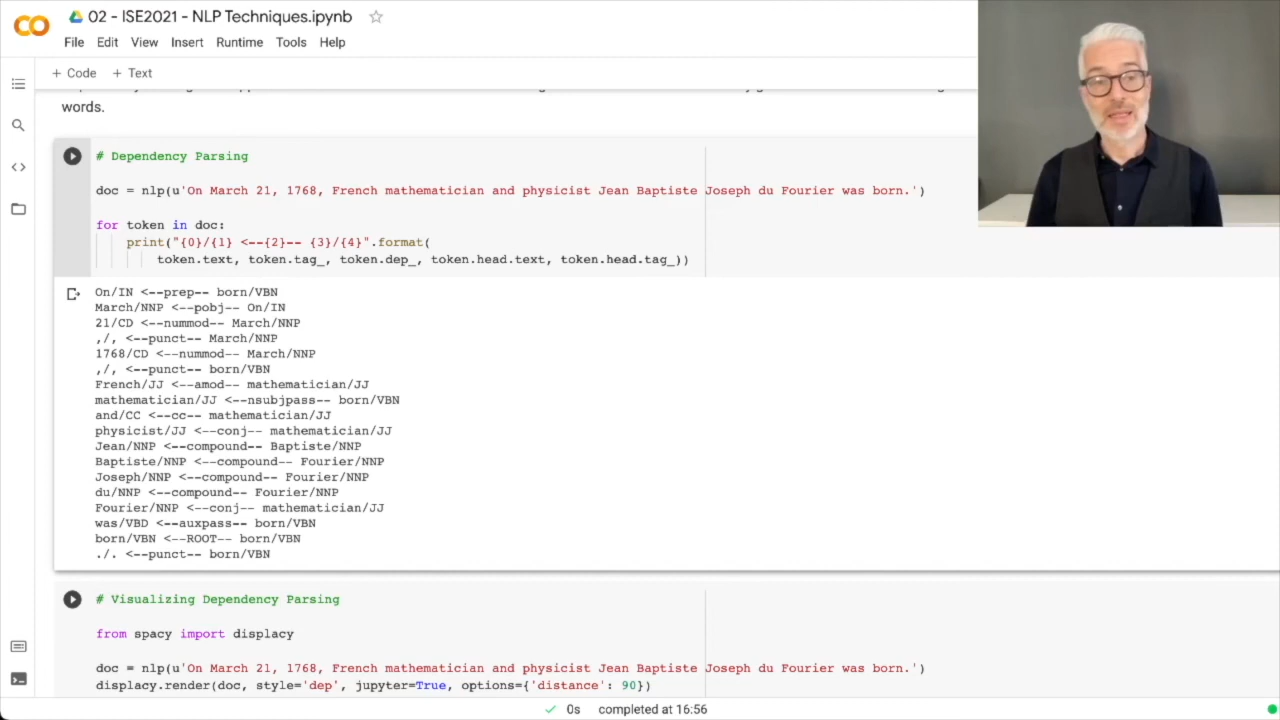 02 - ISE2021 - NLP Techniques.ipynb
File Edit View Insert Runtime Tools Help
+ Code + Text
words.
# Dependency Parsing
doc = nlp(u'On March 21, 1768, French mathematician and physicist Jean Baptiste Joseph du Fourier was born.')
for token in doc:
print("{0}/{1} <--{2}-- {3}/{4}".format(
token.text, token.tag_, token.dep_, token.head.text, token.head.tag_))
On/IN <--prep-- born/VBN
March/NNP <--pobj-- On/IN
21/CD <--nummod-- March/NNP
,/, <--punct-- March/NNP
1768/CD <--nummod-- March/NNP
,/, <--punct-- born/VBN
French/JJ <--amod-- mathematician/JJ
mathematician/JJ <--nsubjpass-- born/VBN
and/CC <--cc-- mathematician/JJ
physicist/JJ <--conj-- mathematician/JJ
Jean/NNP <--compound-- Baptiste/NNP
Baptiste/NNP <--compound-- Fourier/NNP
Joseph/NNP <--compound-- Fourier/NNP
du/NNP <--compound-- Fourier/NNP
Fourier/NNP <--conj-- mathematician/JJ
was/VBD <--auxpass-- born/VBN
born/VBN <--ROOT-- born/VBN
./. <--punct-- born/VBN
# Visualizing Dependency Parsing
from spacy import displacy
doc = nlp(u'On March 21, 1768, French mathematician and physicist Jean Baptiste Joseph du Fourier was born.')
displacy.render(doc, style='dep', jupyter=True, options={'distance': 90})
0s completed at 16:56